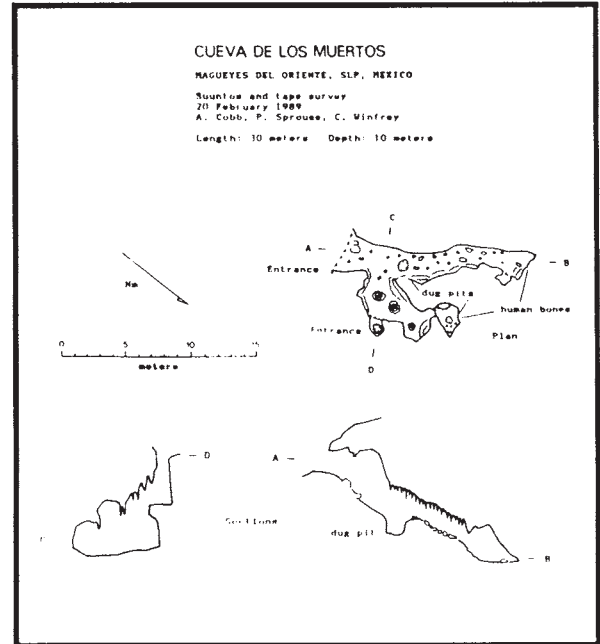 CUEVA DE LOS MUERTOS
MAGUEYES DEL ORIENTE, SLP, MEXICO
Suuntos and tape survey
20 February 1989
A. Cobb, P. Sprouse, C. Winfrey
Length: 30 meters Depth: 10 meters
C
A
3
B
Entrance
Nm
dug pits
human bones
Entrance
Plan
0 5 10 15
meters
D
D
A
Sections
dug pit
C
B